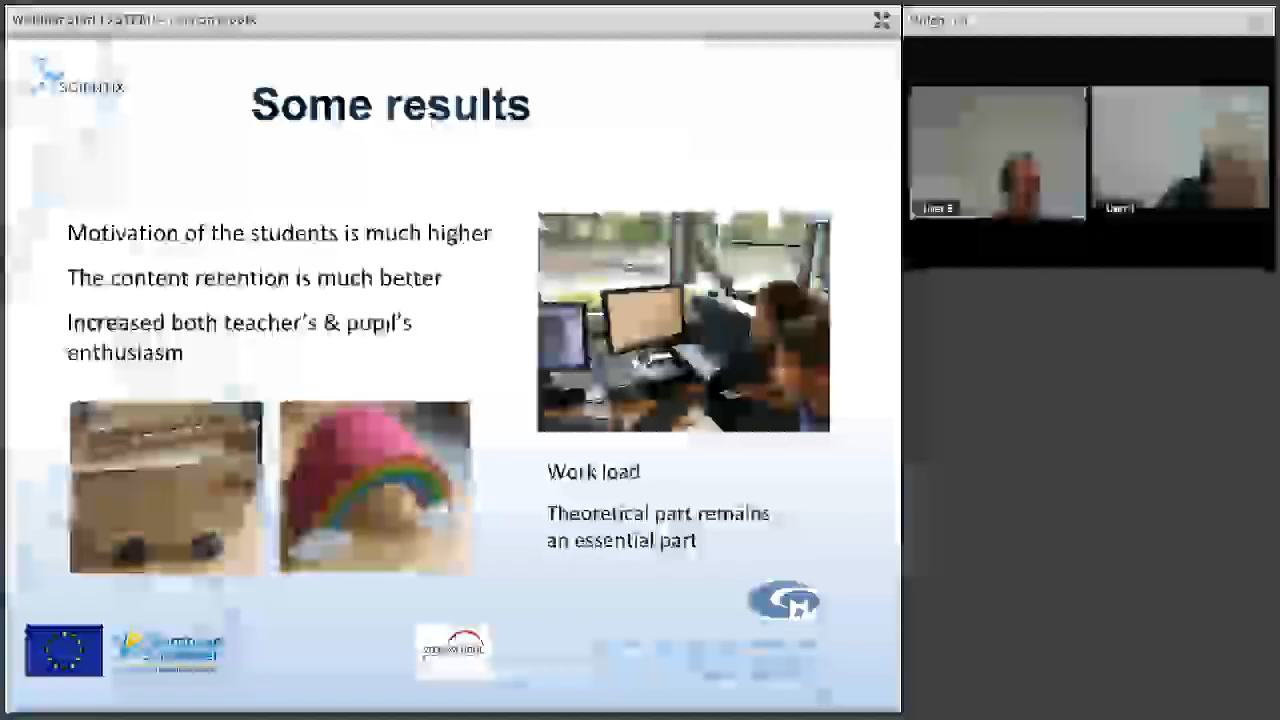 SCIENTIX
Some results
Motivation of the students is much higher
The content retention is much better
Increased both teacher's & pupil's
enthusiasm
Work load
Theoretical part remains
an essential part